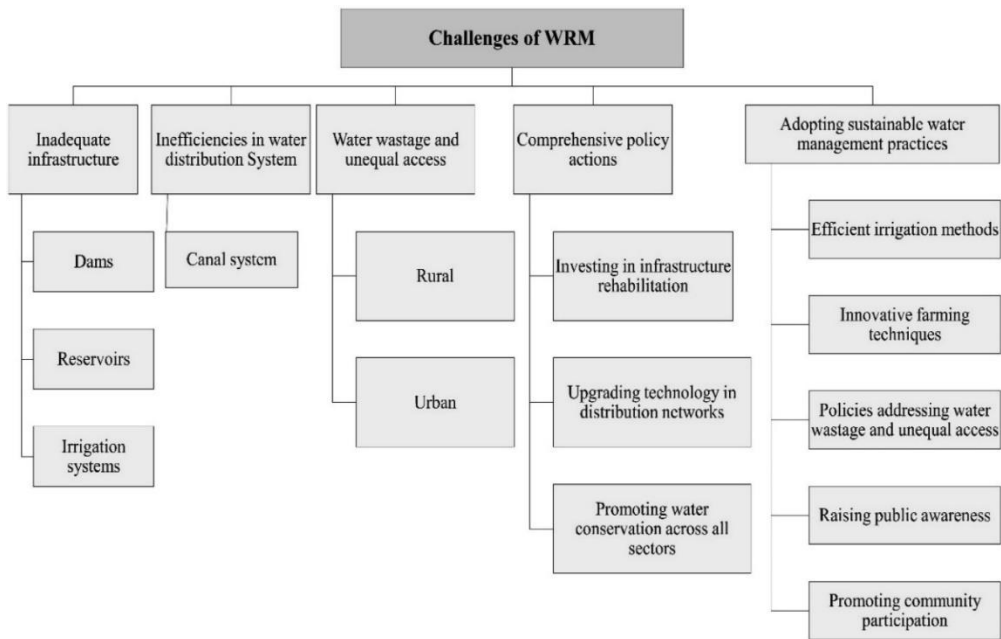 Challenges of WRM
Inadequate
infrastructure
Dams
Reservoirs
Irrigation
systems
Inefficiencies in water
distribution System
Canal system
Water wastage and
unequal access
Rural
Urban
Comprehensive policy
actions
Investing in infrastructure
rehabilitation
Upgrading technology in
distribution networks
Promoting water
conservation across all
sectors
Adopting sustainable water
management practices
Efficient irrigation methods
Innovative farming
techniques
Policies addressing water
wastage and unequal access
Raising public awareness
Promoting community
participation